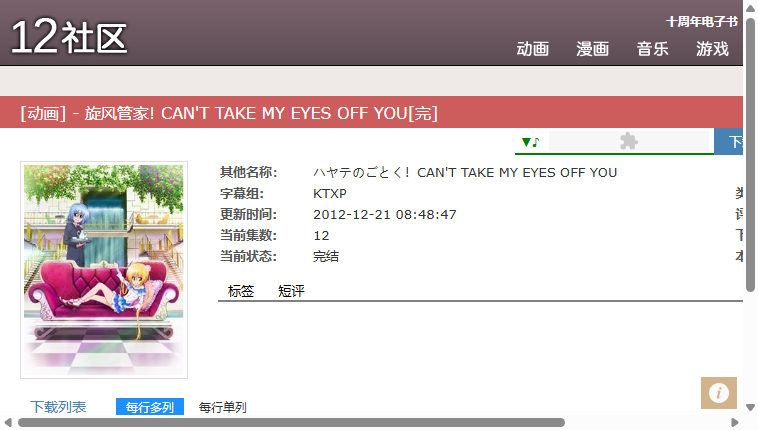 12社区
十周年电子书
动画 漫画 音乐 游戏
[动画] - 旋风管家! CAN'T TAKE MY EYES OFF YOU[完]
▼♪
其他名称: ハヤテのごとく! CAN'T TAKE MY EYES OFF YOU
字幕组: KTXP
更新时间: 2012-12-21 08:48:47
当前集数: 12
当前状态: 完结
标签 短评
下载列表 每行多列 每行单列